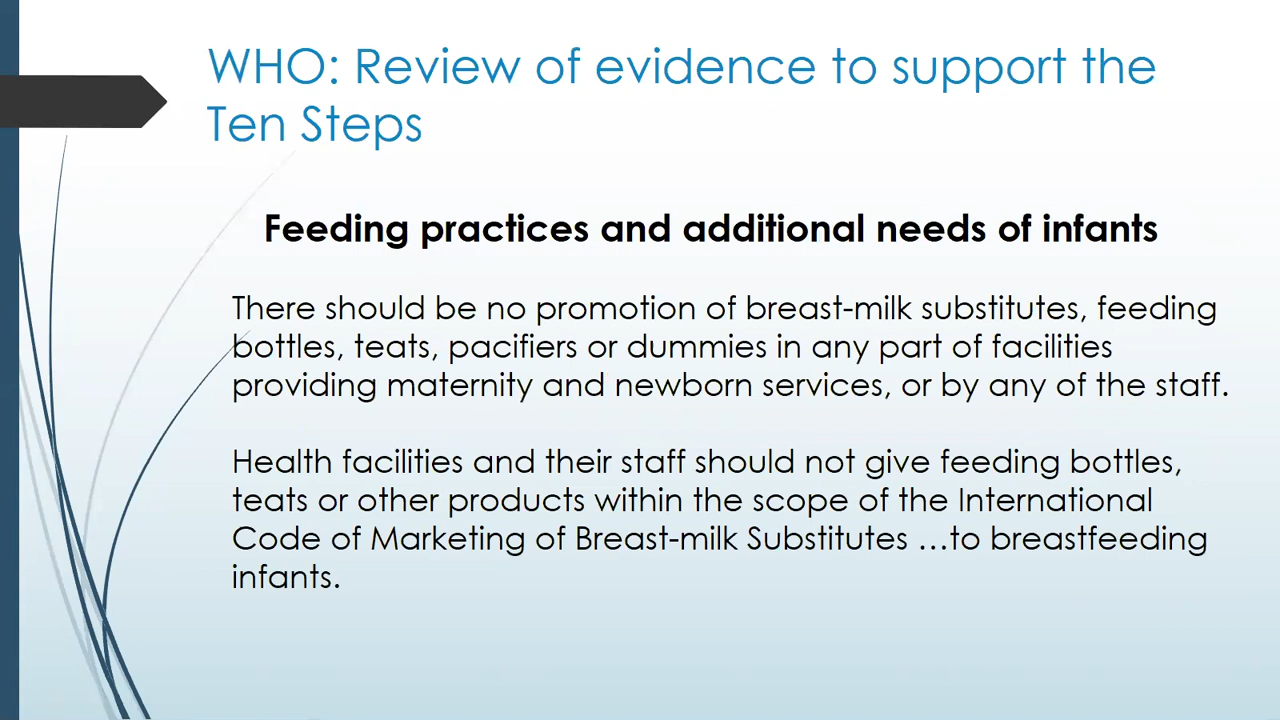 WHO: Review of evidence to support the
Ten Steps
Feeding practices and additional needs of infants
There should be no promotion of breast-milk substitutes, feeding
bottles, teats, pacifiers or dummies in any part of facilities
providing maternity and newborn services, or by any of the staff.
Health facilities and their staff should not give feeding bottles,
teats or other products within the scope of the International
Code of Marketing of Breast-milk Substitutes …to breastfeeding
infants.